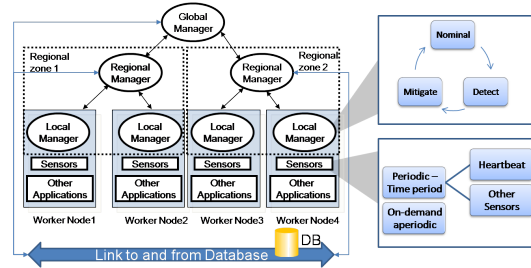 Global
Manager
Regional
zone 1
Regional
Manager
Regional
Manager
Regional
zone 2
Local
Manager
Local
Manager
Local
Manager
Local
Manager
Sensors
Sensors
Sensors
Sensors
Other
Applications
Other
Applications
Other
Applications
Other
Applications
Worker Node1
Worker Node2
Worker Node3
Worker Node4
DB
Link to and from Database
Nominal
Mitigate
Detect
Periodic –
Time period
On-demand
aperiodic
Heartbeat
Other
Sensors